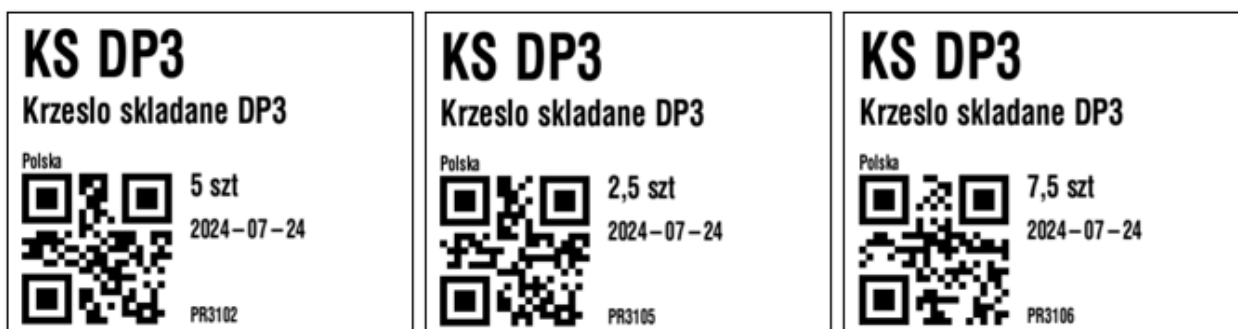 KS DP3
Krzeslo skladane DP3
Polska
5 szt
2024-07-24
PR3102
KS DP3
Krzeslo skladane DP3
Polska
2,5 szt
2024-07-24
PR3105
KS DP3
Krzeslo skladane DP3
Polska
7,5 szt
2024-07-24
PR3106